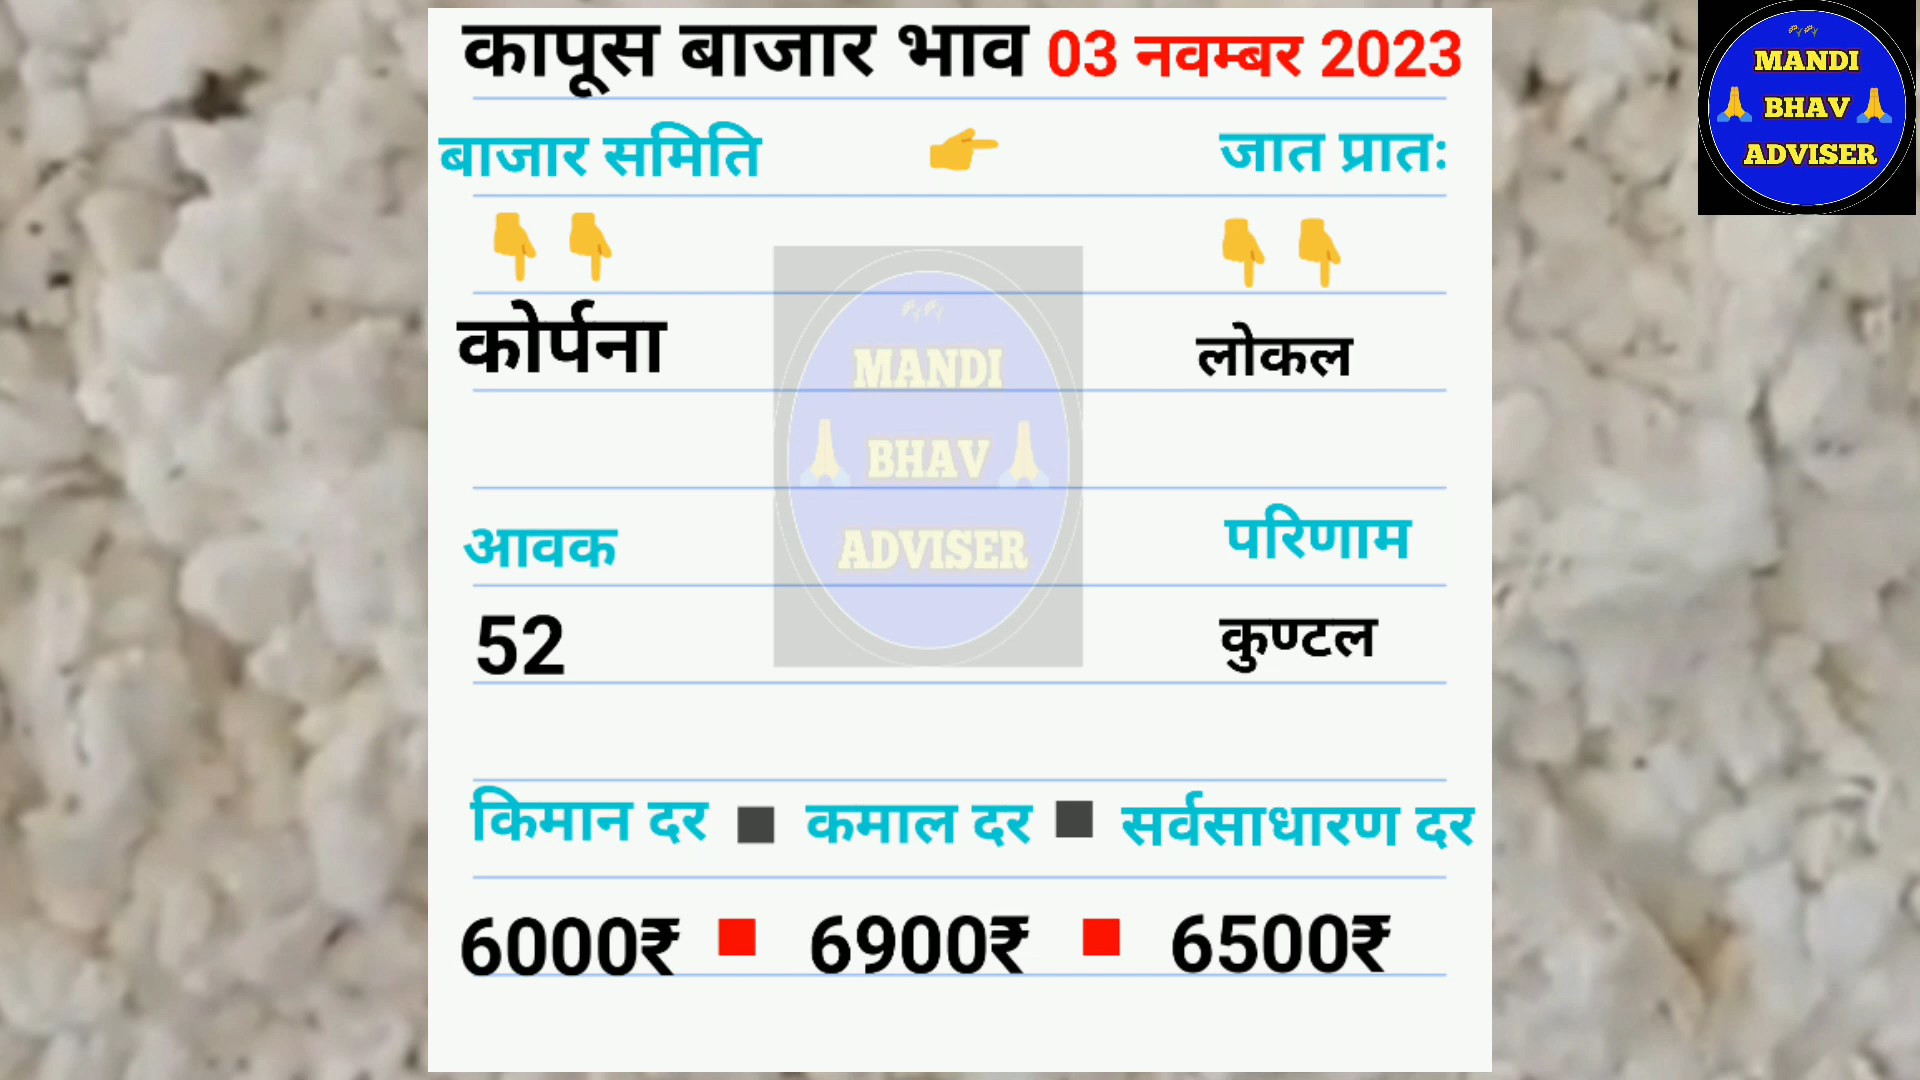 कापूस बाजार भाव 03 नवम्बर 2023
MANDI
BHAV
ADVISER
बाजार समिति 👉 जात प्रातः
👇 👇 👇 👇
कोर्पना लोकल
MANDI
BHAV
ADVISER
आवक परिणाम
52 कुण्टल
किमान दर ◼ कमाल दर ◼ सर्वसाधारण दर
6000₹ 🟥 6900₹ 🟥 6500₹